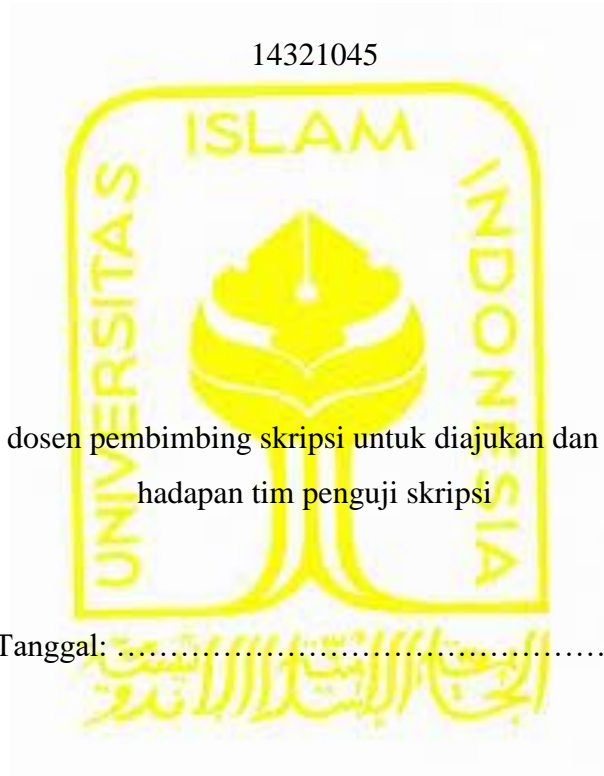 14321045
ISLAM
UNIVERSITAS
INDONESIA
dosen pembimbing skripsi untuk diajukan dan
hadapan tim penguji skripsi
Tanggal: ……………………………………….